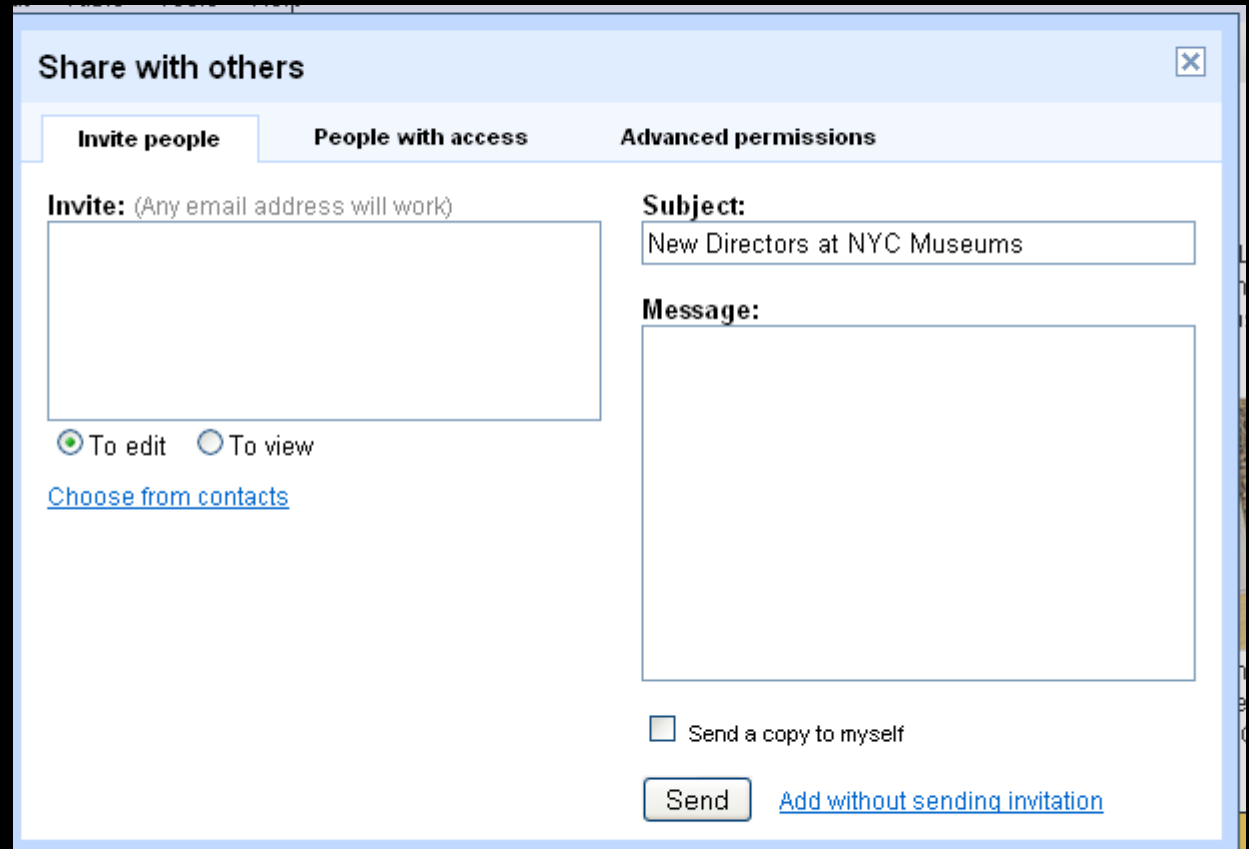 Share with others
Invite people
People with access
Advanced permissions
Invite: (Any email address will work)
To edit
To view
Choose from contacts
Subject:
New Directors at NYC Museums
Message:
Send a copy to myself
Send
Add without sending invitation